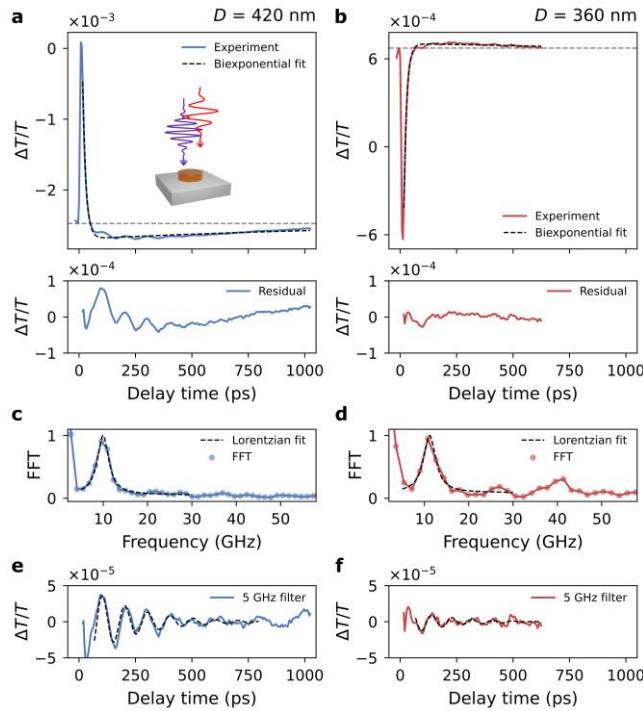 a D = 420 nm
×10⁻³
0
−1
−2
ΔT/T
Experiment
Biexponential fit
×10⁻⁴
1
0
−1
ΔT/T
Residual
0 250 500 750 1000
Delay time (ps)
b D = 360 nm
×10⁻⁴
6
0
−6
ΔT/T
Experiment
Biexponential fit
×10⁻⁴
1
0
−1
ΔT/T
Residual
0 250 500 750 1000
Delay time (ps)
c
1
0
FFT
Lorentzian fit
FFT
10 20 30 40 50
Frequency (GHz)
d
1
0
FFT
Lorentzian fit
FFT
10 20 30 40 50
Frequency (GHz)
e
×10⁻⁵
5
0
−5
ΔT/T
5 GHz filter
0 250 500 750 1000
Delay time (ps)
f
×10⁻⁵
5
0
−5
ΔT/T
5 GHz filter
0 250 500 750 1000
Delay time (ps)